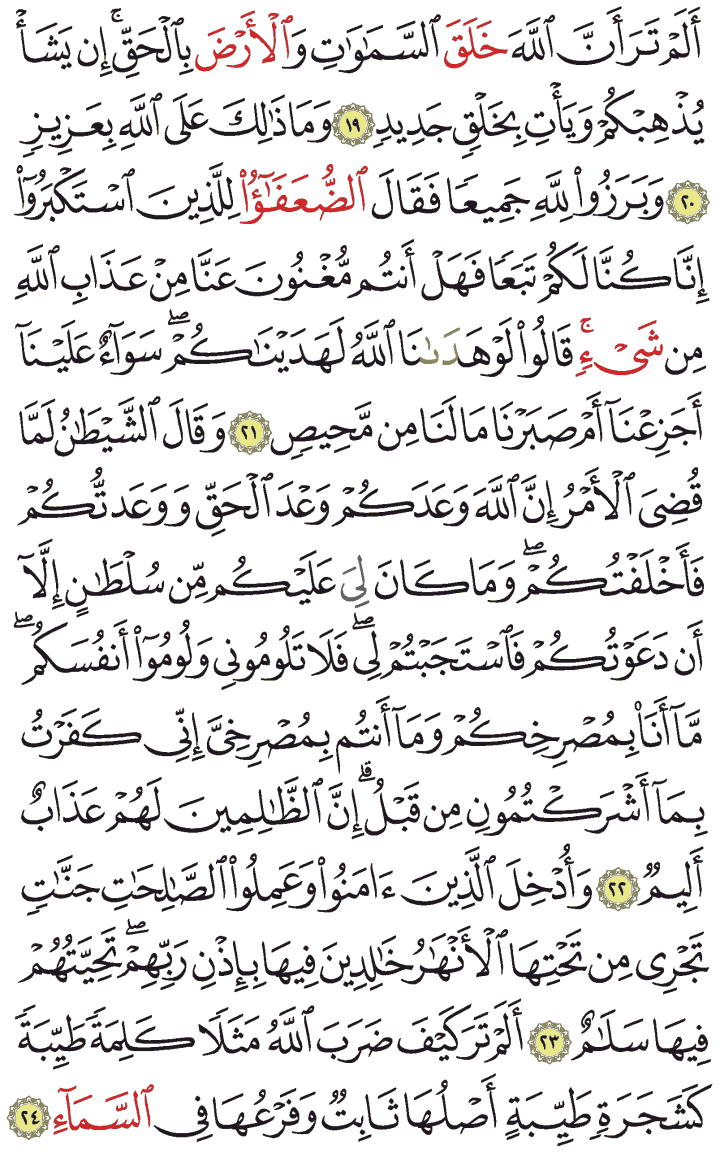 أَلَمْ تَرَ أَنَّ ٱللَّهَ خَلَقَ ٱلسَّمَٰوَٰتِ وَٱلْأَرْضَ بِٱلْحَقِّۚ إِن يَشَأْ
يُذْهِبْكُمْ وَيَأْتِ بِخَلْقٍ جَدِيدٍ ١٩ وَمَا ذَٰلِكَ عَلَى ٱللَّهِ بِعَزِيزٍ
٢٠ وَبَرَزُوا۟ لِلَّهِ جَمِيعًا فَقَالَ ٱلضُّعَفَٰٓؤُا۟ لِلَّذِينَ ٱسْتَكْبَرُوٓا۟
إِنَّا كُنَّا لَكُمْ تَبَعًا فَهَلْ أَنتُم مُّغْنُونَ عَنَّا مِنْ عَذَابِ ٱللَّهِ
مِن شَىْءٍۚ قَالُوا۟ لَوْ هَدَىٰنَا ٱللَّهُ لَهَدَيْنَٰكُمْۖ سَوَآءٌ عَلَيْنَآ
أَجَزِعْنَآ أَمْ صَبَرْنَا مَا لَنَا مِن مَّحِيصٍ ٢١ وَقَالَ ٱلشَّيْطَٰنُ لَمَّا
قُضِىَ ٱلْأَمْرُ إِنَّ ٱللَّهَ وَعَدَكُمْ وَعْدَ ٱلْحَقِّ وَوَعَدتُّكُمْ
فَأَخْلَفْتُكُمْۖ وَمَا كَانَ لِىَ عَلَيْكُم مِّن سُلْطَٰنٍ إِلَّآ
أَن دَعَوْتُكُمْ فَٱسْتَجَبْتُمْ لِىۖ فَلَا تَلُومُونِى وَلُومُوٓا۟ أَنفُسَكُمۖ
مَّآ أَنَا۠ بِمُصْرِخِكُمْ وَمَآ أَنتُم بِمُصْرِخِىَّ إِنِّى كَفَرْتُ
بِمَآ أَشْرَكْتُمُونِ مِن قَبْلُۗ إِنَّ ٱلظَّٰلِمِينَ لَهُمْ عَذَابٌ
أَلِيمٌ ٢٢ وَأُدْخِلَ ٱلَّذِينَ ءَامَنُوا۟ وَعَمِلُوا۟ ٱلصَّٰلِحَٰتِ جَنَّٰتٍ
تَجْرِى مِن تَحْتِهَا ٱلْأَنْهَٰرُ خَٰلِدِينَ فِيهَا بِإِذْنِ رَبِّهِمْۖ تَحِيَّتُهُمْ
فِيهَا سَلَٰمٌ ٢٣ أَلَمْ تَرَ كَيْفَ ضَرَبَ ٱللَّهُ مَثَلًا كَلِمَةً طَيِّبَةً
كَشَجَرَةٍ طَيِّبَةٍ أَصْلُهَا ثَابِتٌ وَفَرْعُهَا فِى ٱلسَّمَآءِ ٢٤